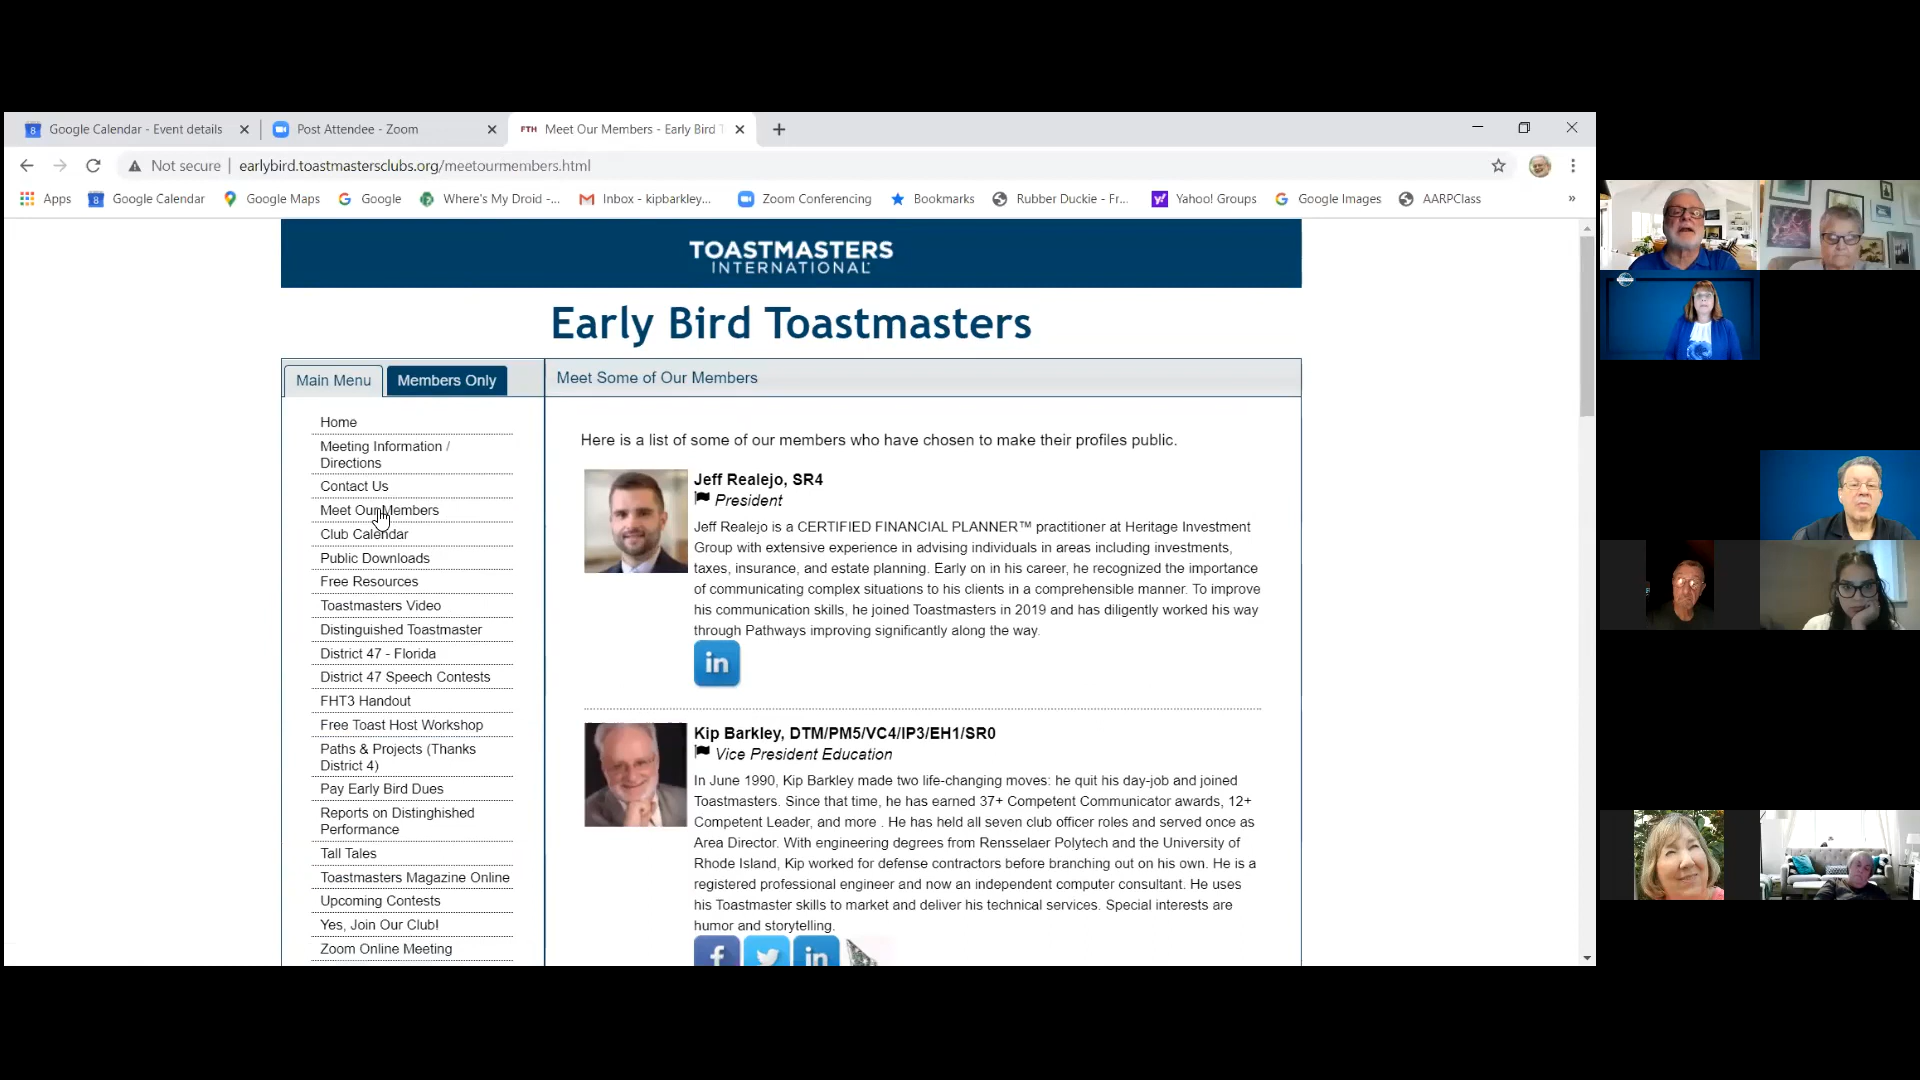 Google Calendar - Event details
Post Attendee - Zoom
FTH Meet Our Members - Early Bird T
Not secure | earlybird.toastmastersclubs.org/meetourmembers.html
Apps Google Calendar Google Maps Google Where's My Droid -... Inbox - kipbarkley... Zoom Conferencing Bookmarks Rubber Duckie - Fr... Yahoo! Groups Google Images AARPClass »
TOASTMASTERS
INTERNATIONAL
Early Bird Toastmasters
Main Menu Members Only
Home
Meeting Information /
Directions
Contact Us
Meet Our Members
Club Calendar
Public Downloads
Free Resources
Toastmasters Video
Distinguished Toastmaster
District 47 - Florida
District 47 Speech Contests
FHT3 Handout
Free Toast Host Workshop
Paths & Projects (Thanks
District 4)
Pay Early Bird Dues
Reports on Distinghished
Performance
Tall Tales
Toastmasters Magazine Online
Upcoming Contests
Yes, Join Our Club!
Zoom Online Meeting
Meet Some of Our Members
Here is a list of some of our members who have chosen to make their profiles public.
Jeff Realejo, SR4
President
Jeff Realejo is a CERTIFIED FINANCIAL PLANNER™ practitioner at Heritage Investment
Group with extensive experience in advising individuals in areas including investments,
taxes, insurance, and estate planning. Early on in his career, he recognized the importance
of communicating complex situations to his clients in a comprehensible manner. To improve
his communication skills, he joined Toastmasters in 2019 and has diligently worked his way
through Pathways improving significantly along the way.
in
Kip Barkley, DTM/PM5/VC4/IP3/EH1/SR0
Vice President Education
In June 1990, Kip Barkley made two life-changing moves: he quit his day-job and joined
Toastmasters. Since that time, he has earned 37+ Competent Communicator awards, 12+
Competent Leader, and more . He has held all seven club officer roles and served once as
Area Director. With engineering degrees from Rensselaer Polytech and the University of
Rhode Island, Kip worked for defense contractors before branching out on his own. He is a
registered professional engineer and now an independent computer consultant. He uses
his Toastmaster skills to market and deliver his technical services. Special interests are
humor and storytelling.
f in